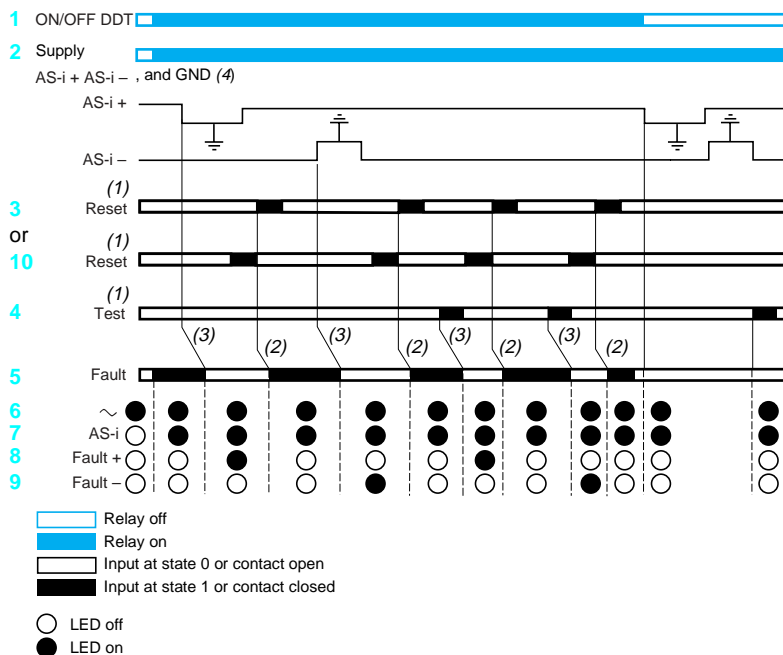 1 ON/OFF DDT
2 Supply
AS-i + AS-i – , and GND (4)
AS-i +
AS-i –
(1)
3 Reset
or
(1)
10 Reset
(1)
4 Test
(3) (2) (3) (2) (3) (2) (3) (2)
5 Fault
6 ∼
7 AS-i
8 Fault +
9 Fault –
Relay off
Relay on
Input at state 0 or contact open
Input at state 1 or contact closed
LED off
LED on